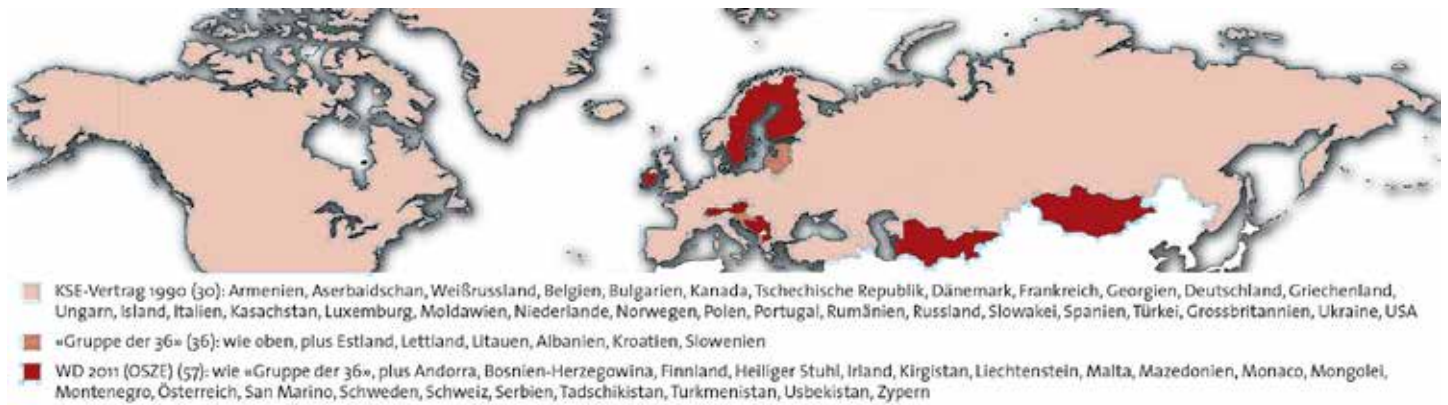 KSE-Vertrag 1990 (30): Armenien, Aserbaidschan, Weißrussland, Belgien, Bulgarien, Kanada, Tschechische Republik, Dänemark, Frankreich, Georgien, Deutschland, Griechenland,
Ungarn, Island, Italien, Kasachstan, Luxemburg, Moldawien, Niederlande, Norwegen, Polen, Portugal, Rumänien, Russland, Slowakei, Spanien, Türkei, Grossbritannien, Ukraine, USA
«Gruppe der 36» (36): wie oben, plus Estland, Lettland, Litauen, Albanien, Kroatien, Slowenien
WD 2011 (OSZE) (57): wie «Gruppe der 36», plus Andorra, Bosnien-Herzegowina, Finnland, Heiliger Stuhl, Irland, Kirgistan, Liechtenstein, Malta, Mazedonien, Monaco, Mongolei,
Montenegro, Österreich, San Marino, Schweden, Schweiz, Serbien, Tadschikistan, Turkmenistan, Usbekistan, Zypern